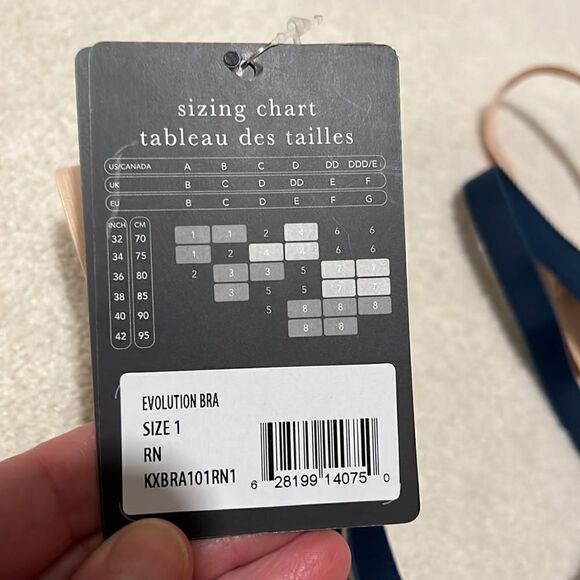 sizing chart
tableau des tailles
US/CANADA A B C D DD DDD/E
UK B C D DD E F
EU B C D E F G
INCH CM
32 70 1 1 2 4 6 6
34 75 1 2 4 4 6 6
36 80 2 3 3 5 7 7
38 85 3 5 5 7 7
40 90 5 8 8 8
42 95 8 8
EVOLUTION BRA
SIZE 1
RN
KXBRA101RN1
6 28199 14075 0